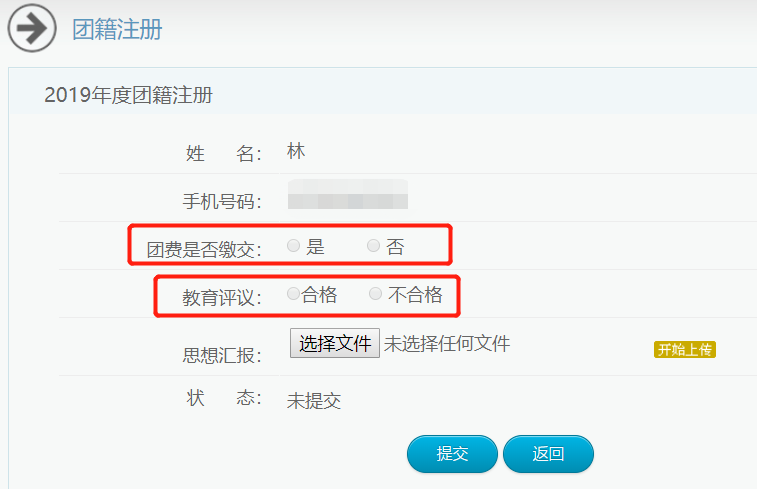 团籍注册
2019年度团籍注册
姓 名： 林
手机号码：
团费是否缴交： 是 否
教育评议： 合格 不合格
思想汇报： 选择文件 未选择任何文件 开始上传
状 态： 未提交
提交 返回